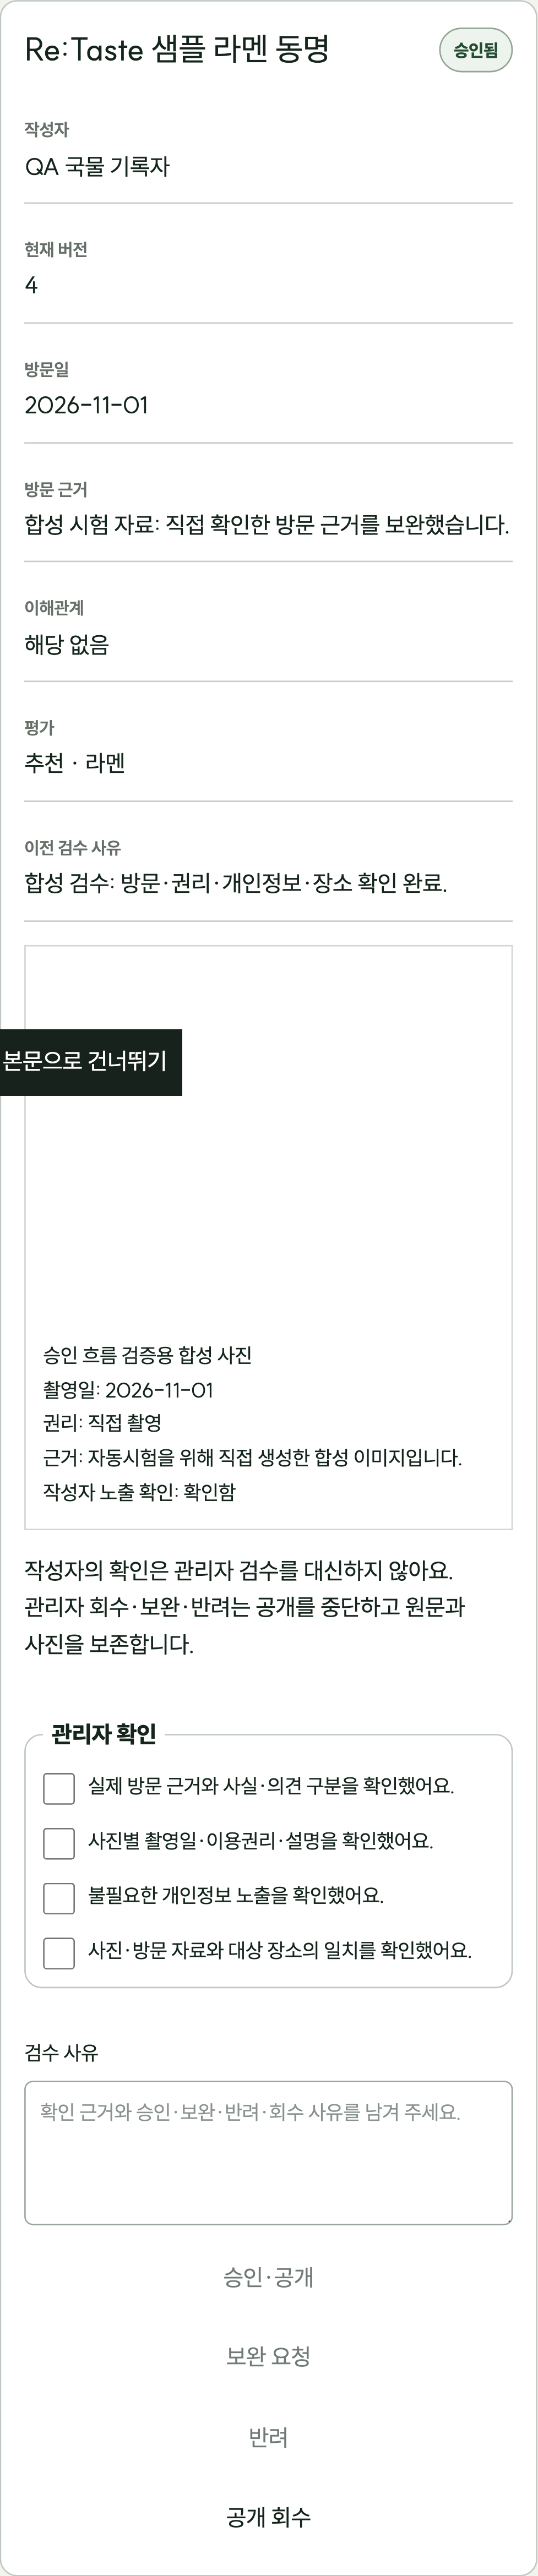 Re:Taste 샘플 라멘 동명
승인됨
작성자
QA 국물 기록자
현재 버전
4
방문일
2026-11-01
방문 근거
합성 시험 자료: 직접 확인한 방문 근거를 보완했습니다.
이해관계
해당 없음
평가
추천 · 라멘
이전 검수 사유
합성 검수: 방문·권리·개인정보·장소 확인 완료.
본문으로 건너뛰기
승인 흐름 검증용 합성 사진
촬영일: 2026-11-01
권리: 직접 촬영
근거: 자동시험을 위해 직접 생성한 합성 이미지입니다.
작성자 노출 확인: 확인함
작성자의 확인은 관리자 검수를 대신하지 않아요.
관리자 회수·보완·반려는 공개를 중단하고 원문과
사진을 보존합니다.
관리자 확인
실제 방문 근거와 사실·의견 구분을 확인했어요.
사진별 촬영일·이용권리·설명을 확인했어요.
불필요한 개인정보 노출을 확인했어요.
사진·방문 자료와 대상 장소의 일치를 확인했어요.
검수 사유
확인 근거와 승인·보완·반려·회수 사유를 남겨 주세요.
승인·공개
보완 요청
반려
공개 회수